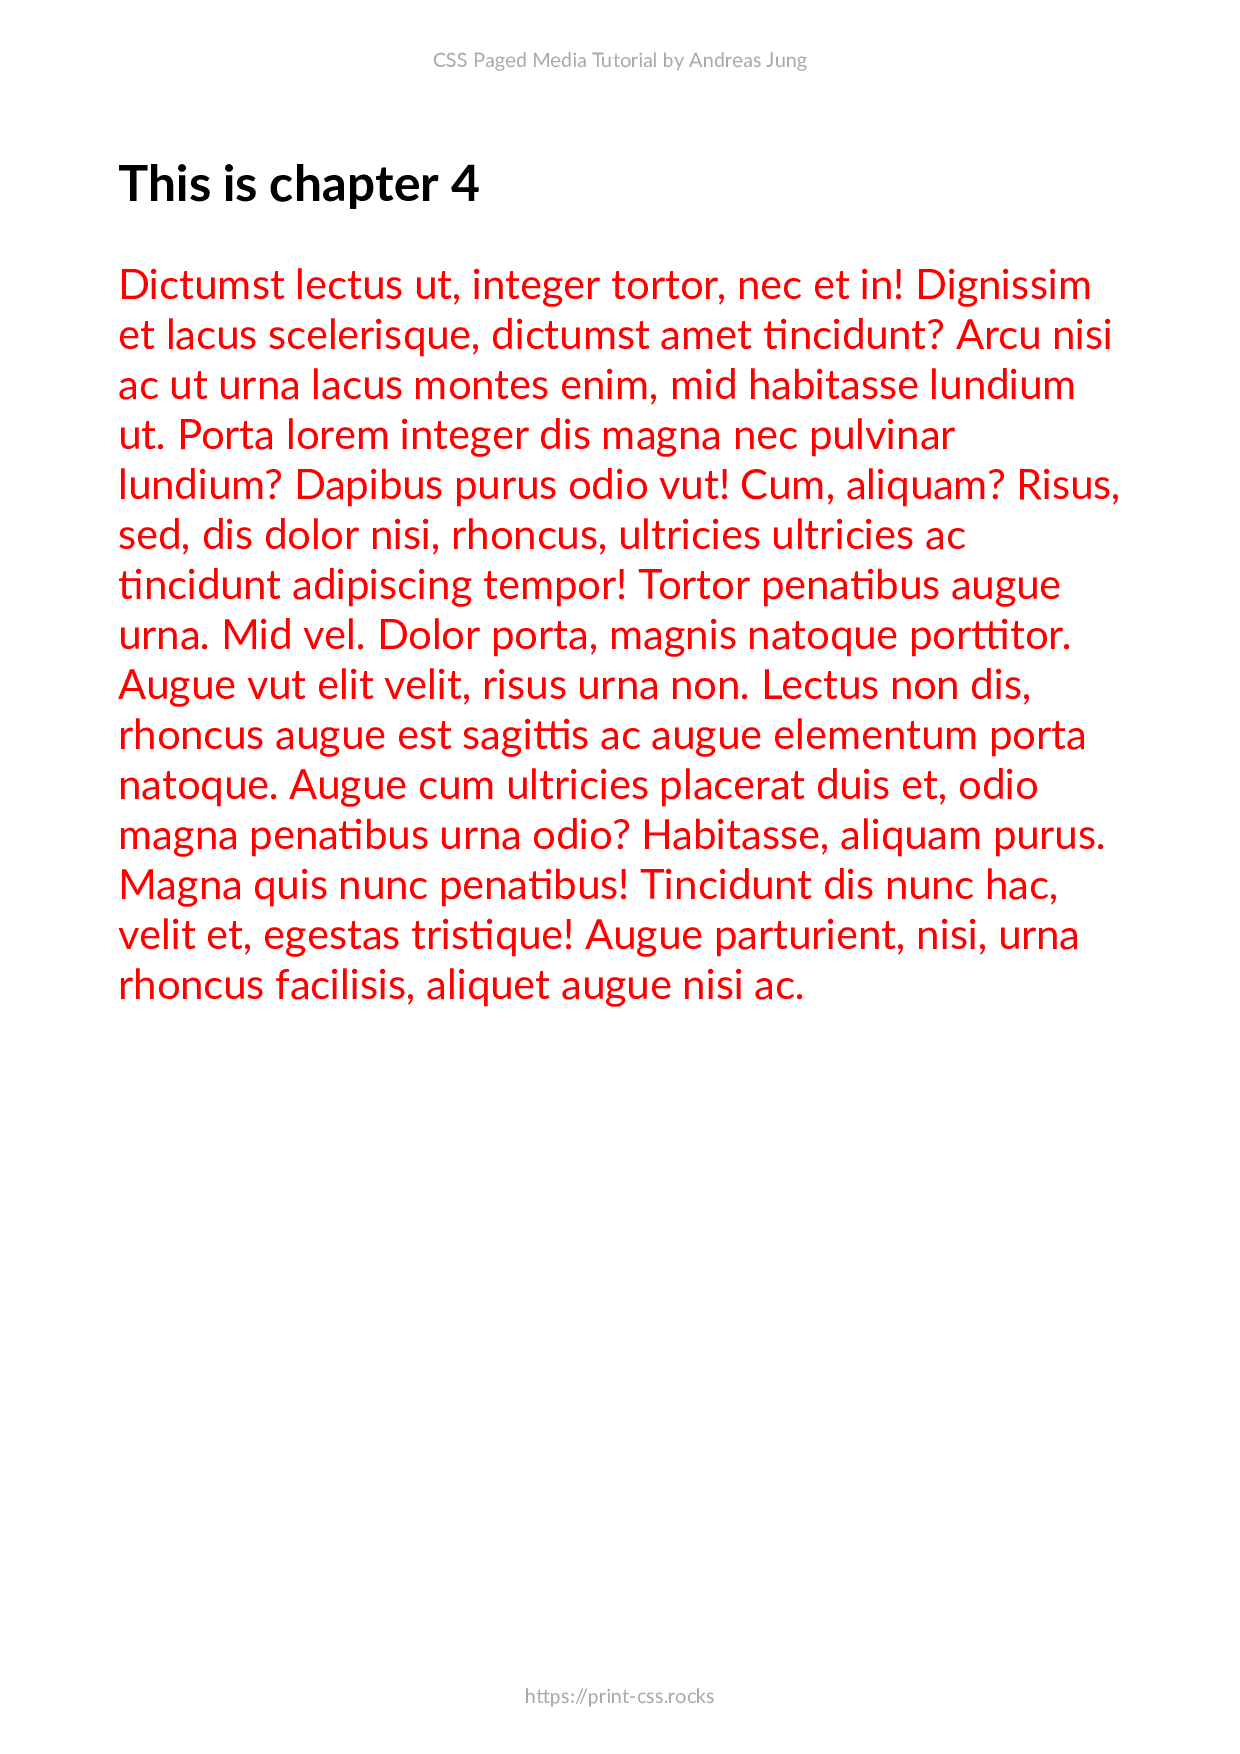 CSS Paged Media Tutorial by Andreas Jung
This is chapter 4
Dictumst lectus ut, integer tortor, nec et in! Dignissim
et lacus scelerisque, dictumst amet tincidunt? Arcu nisi
ac ut urna lacus montes enim, mid habitasse lundium
ut. Porta lorem integer dis magna nec pulvinar
lundium? Dapibus purus odio vut! Cum, aliquam? Risus,
sed, dis dolor nisi, rhoncus, ultricies ultricies ac
tincidunt adipiscing tempor! Tortor penatibus augue
urna. Mid vel. Dolor porta, magnis natoque porttitor.
Augue vut elit velit, risus urna non. Lectus non dis,
rhoncus augue est sagittis ac augue elementum porta
natoque. Augue cum ultricies placerat duis et, odio
magna penatibus urna odio? Habitasse, aliquam purus.
Magna quis nunc penatibus! Tincidunt dis nunc hac,
velit et, egestas tristique! Augue parturient, nisi, urna
rhoncus facilisis, aliquet augue nisi ac.
https://print-css.rocks